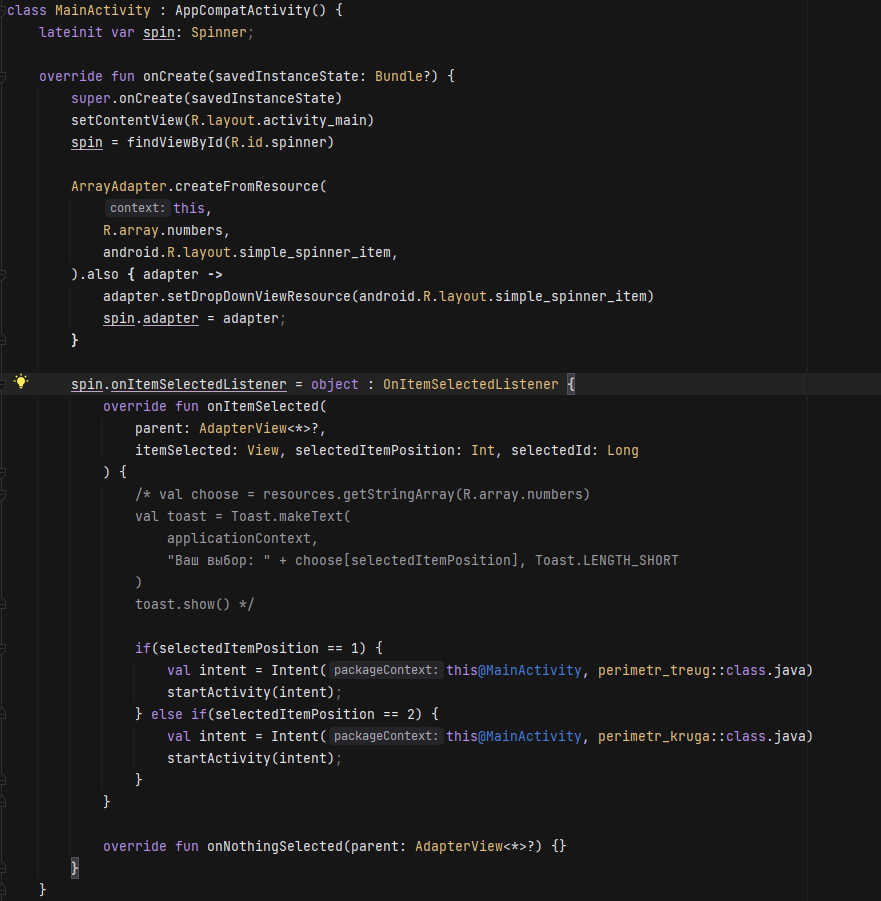 class MainActivity : AppCompatActivity() {
    lateinit var spin: Spinner;

    override fun onCreate(savedInstanceState: Bundle?) {
        super.onCreate(savedInstanceState)
        setContentView(R.layout.activity_main)
        spin = findViewById(R.id.spinner)

        ArrayAdapter.createFromResource(
            context: this,
            R.array.numbers,
            android.R.layout.simple_spinner_item,
        ).also { adapter ->
            adapter.setDropDownViewResource(android.R.layout.simple_spinner_item)
            spin.adapter = adapter;
        }

        spin.onItemSelectedListener = object : OnItemSelectedListener {
            override fun onItemSelected(
                parent: AdapterView<*>?,
                itemSelected: View, selectedItemPosition: Int, selectedId: Long
            ) {
                /* val choose = resources.getStringArray(R.array.numbers)
                val toast = Toast.makeText(
                    applicationContext,
                    "Ваш выбор: " + choose[selectedItemPosition], Toast.LENGTH_SHORT
                )
                toast.show() */

                if(selectedItemPosition == 1) {
                    val intent = Intent( packageContext: this@MainActivity, perimetr_treug::class.java)
                    startActivity(intent);
                } else if(selectedItemPosition == 2) {
                    val intent = Intent( packageContext: this@MainActivity, perimetr_kruga::class.java)
                    startActivity(intent);
                }
            }

            override fun onNothingSelected(parent: AdapterView<*>?) {}
        }
    }